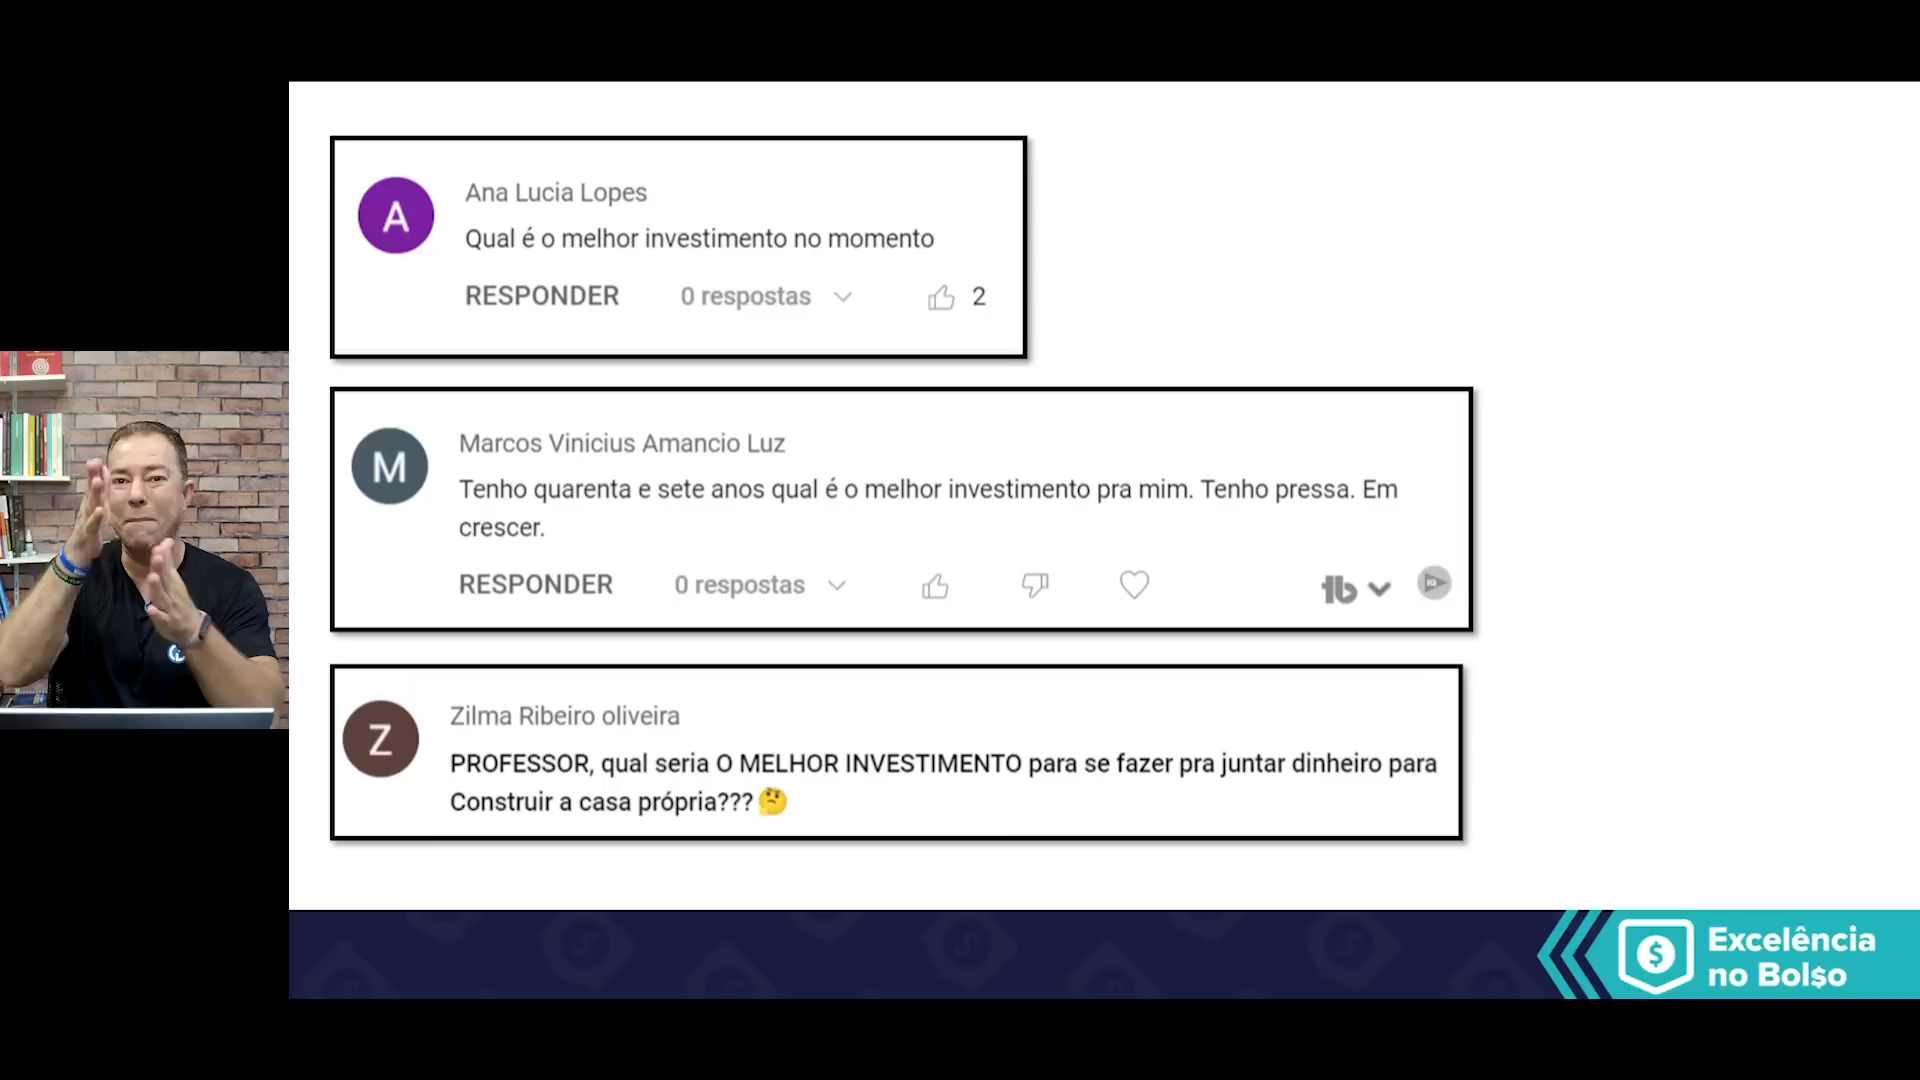 A
Ana Lucia Lopes
Qual é o melhor investimento no momento
RESPONDER 0 respostas 2
M
Marcos Vinicius Amancio Luz
Tenho quarenta e sete anos qual é o melhor investimento pra mim. Tenho pressa. Em
crescer.
RESPONDER 0 respostas
Z
Zilma Ribeiro oliveira
PROFESSOR, qual seria O MELHOR INVESTIMENTO para se fazer pra juntar dinheiro para
Construir a casa própria??? 🤔
$
Excelência
no Bol$o